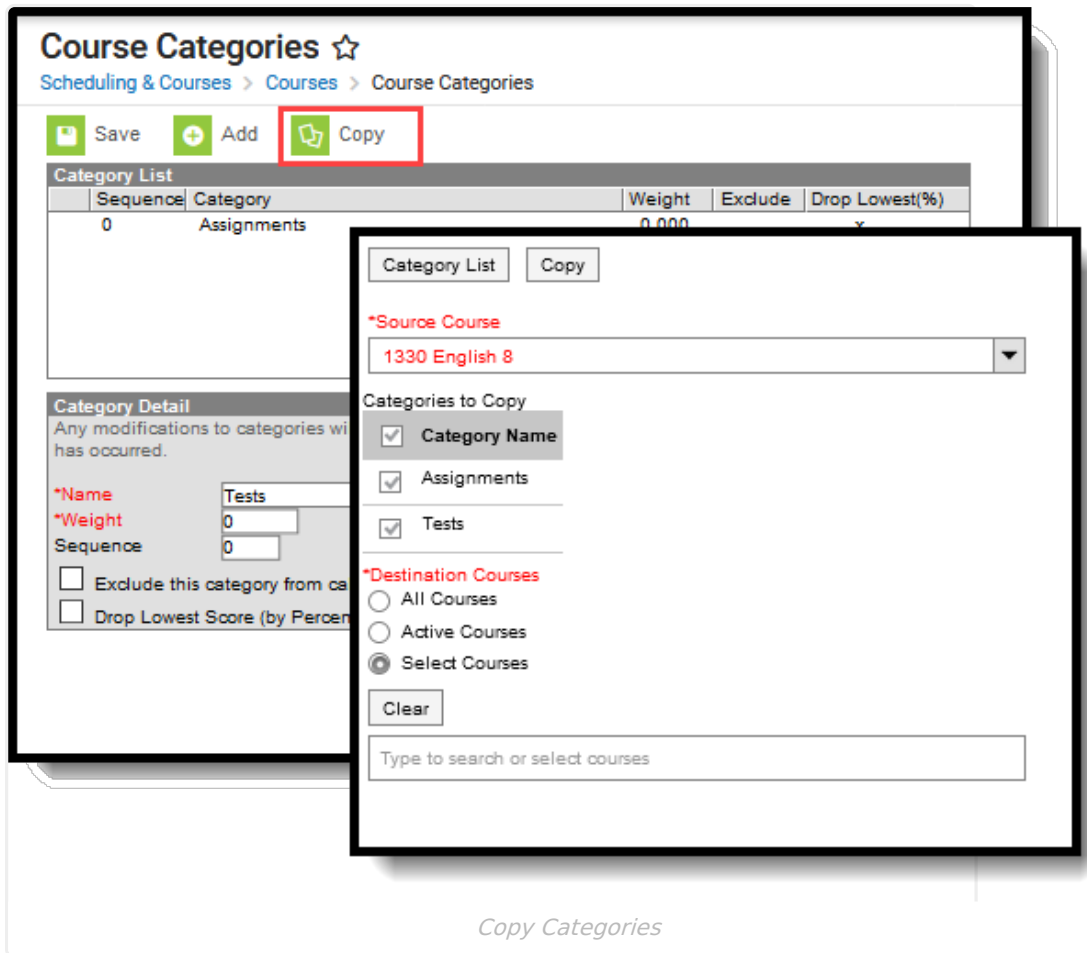 Course Categories
Scheduling & Courses > Courses > Course Categories
Save Add Copy
Category List
Sequence Category Weight Exclude Drop Lowest(%)
0 Assignments 0.000 x
Category Detail
Any modifications to categories wi
has occurred.
*Name Tests
*Weight 0
Sequence 0
Exclude this category from ca
Drop Lowest Score (by Percen
Category List Copy
*Source Course
1330 English 8
Categories to Copy
Category Name
Assignments
Tests
*Destination Courses
All Courses
Active Courses
Select Courses
Clear
Type to search or select courses
Copy Categories